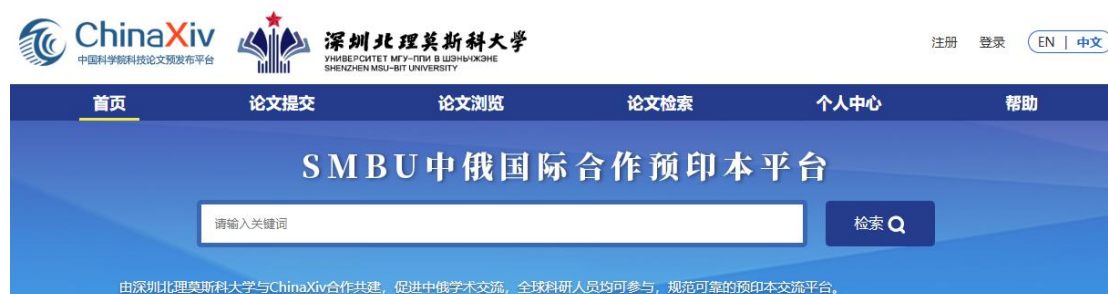 ChinaXiv
中国科学院科技论文预发布平台
深圳北理莫斯科大学
УНИВЕРСИТЕТ МГУ-ППИ В ШЭНЬЧЖЭНЕ
SHENZHEN MSU-BIT UNIVERSITY
注册 登录 EN | 中文
首页 论文提交 论文浏览 论文检索 个人中心 帮助
SMBU中俄国际合作预印本平台
请输入关键词 检索
由深圳北理莫斯科大学与ChinaXiv合作共建，促进中俄学术交流，全球科研人员均可参与，规范可靠的预印本交流平台。